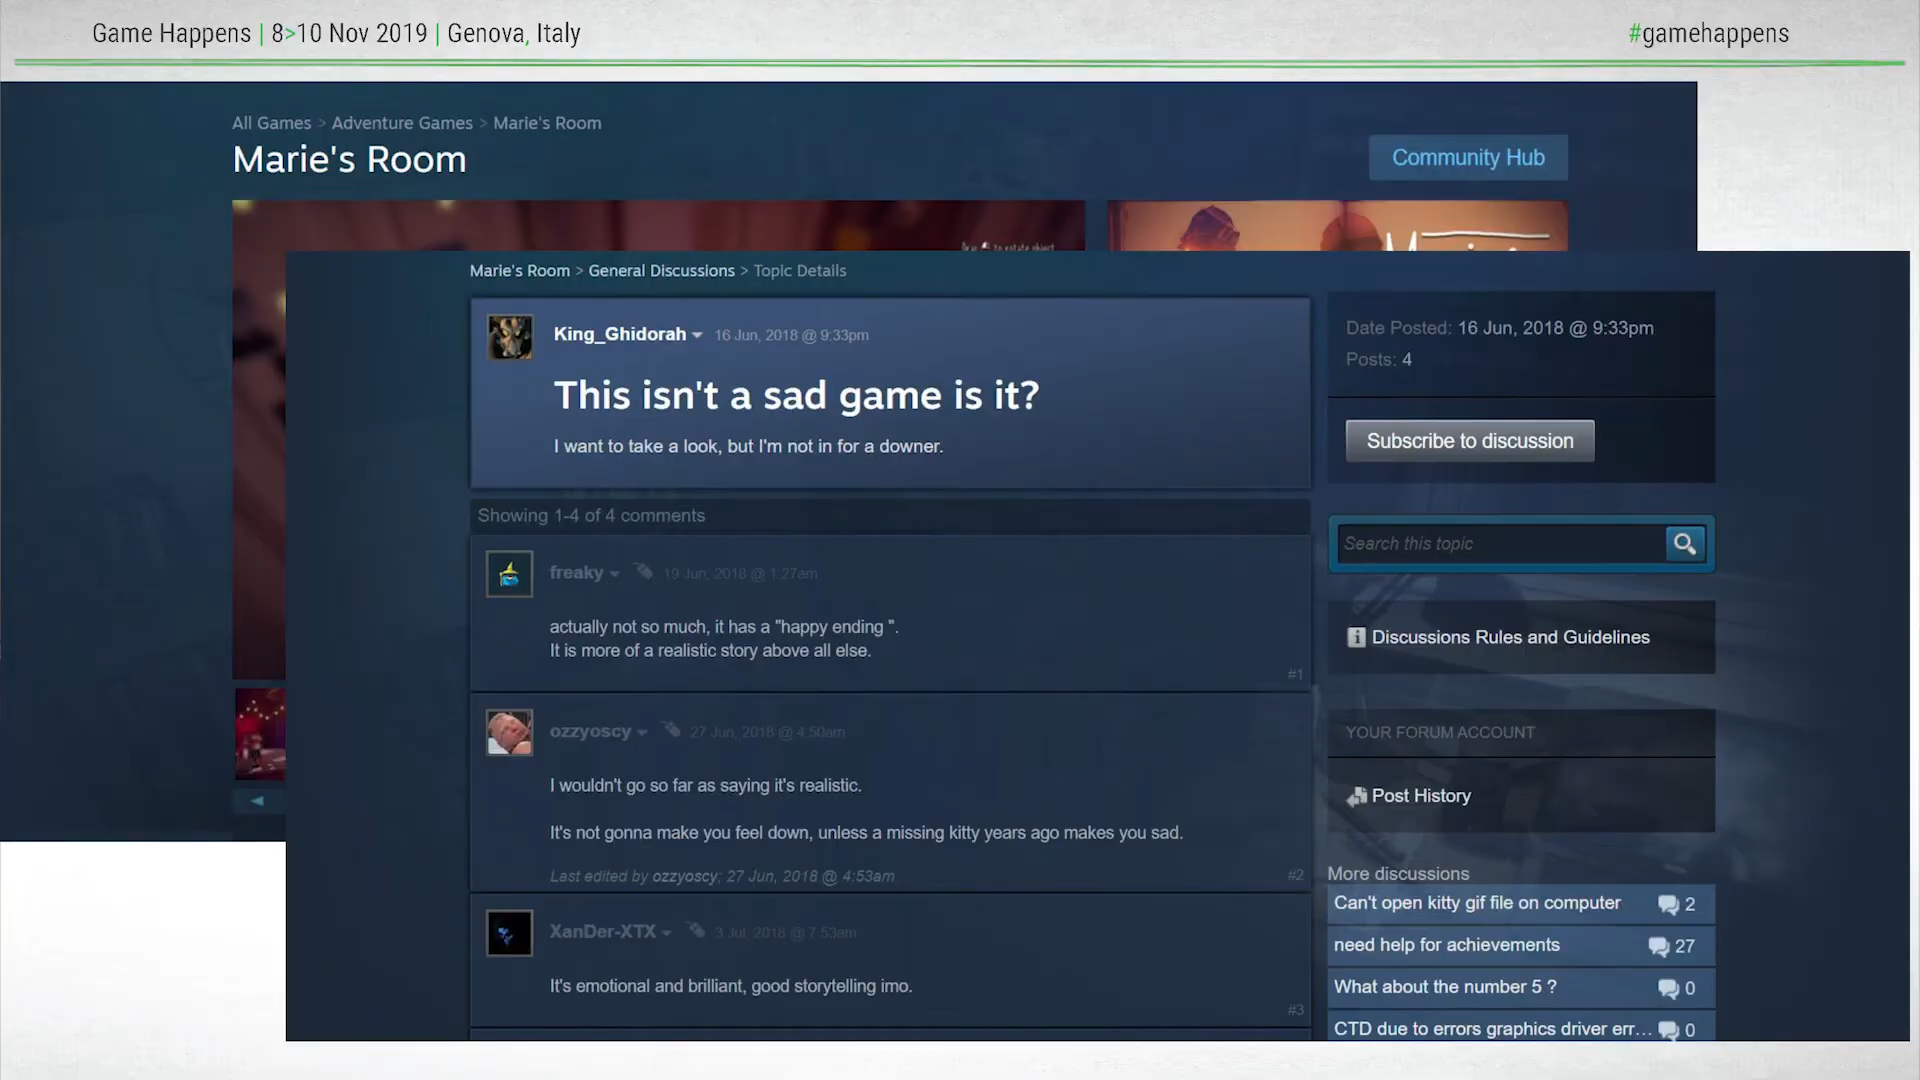 Game Happens | 8>10 Nov 2019 | Genova, Italy
#gamehappens
All Games > Adventure Games > Marie's Room
Marie's Room
Community Hub
to rotate object
Marie's Room > General Discussions > Topic Details
King_Ghidorah 16 Jun, 2018 @ 9:33pm
This isn't a sad game is it?
I want to take a look, but I'm not in for a downer.
Showing 1-4 of 4 comments
freaky 19 Jun, 2018 @ 1:27am
actually not so much, it has a "happy ending ".
It is more of a realistic story above all else.
#1
ozzyoscy 27 Jun, 2018 @ 4:50am
I wouldn't go so far as saying it's realistic.
It's not gonna make you feel down, unless a missing kitty years ago makes you sad.
Last edited by ozzyoscy; 27 Jun, 2018 @ 4:53am
#2
XanDer-XTX 3 Jul, 2018 @ 7:53am
It's emotional and brilliant, good storytelling imo.
#3
Date Posted: 16 Jun, 2018 @ 9:33pm
Posts: 4
Subscribe to discussion
Search this topic
Discussions Rules and Guidelines
YOUR FORUM ACCOUNT
Post History
More discussions
Can't open kitty gif file on computer 2
need help for achievements 27
What about the number 5 ? 0
CTD due to errors graphics driver err... 0